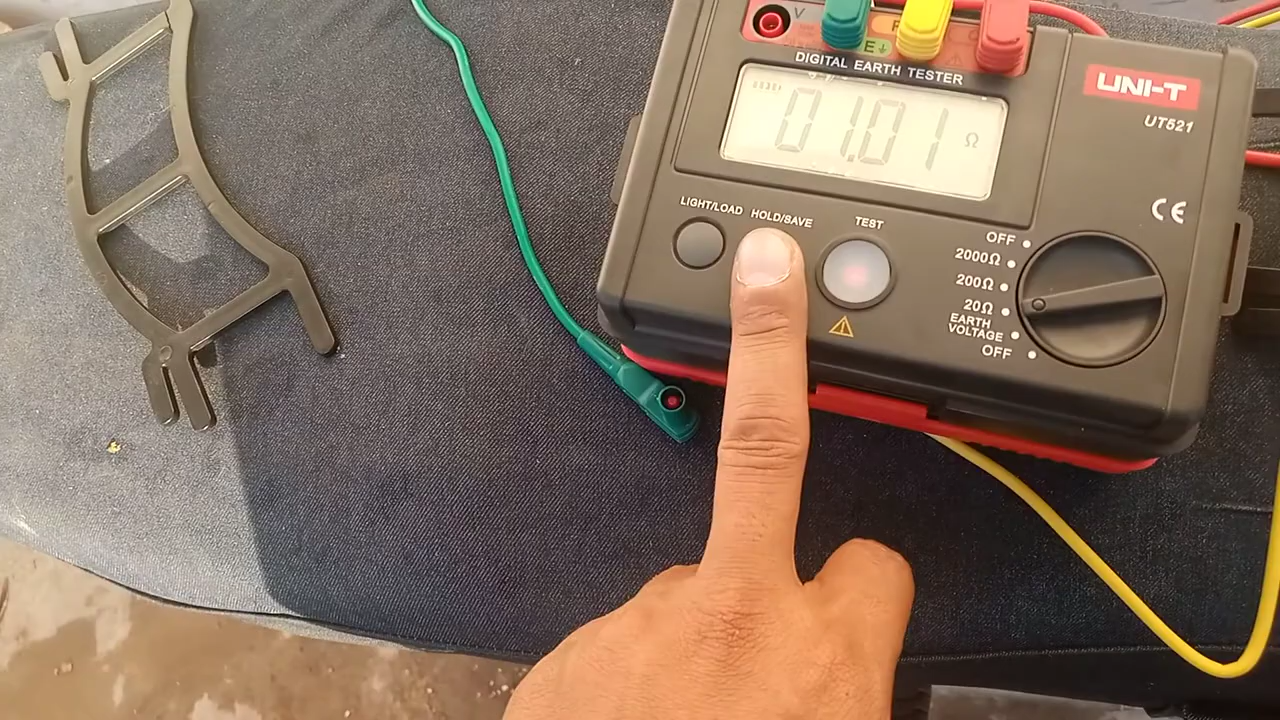 V
E
DIGITAL EARTH TESTER
UNI-T
UT521
01.01 Ω
CE
LIGHT/LOAD HOLD/SAVE TEST
OFF
2000Ω
200Ω
20Ω
EARTH
VOLTAGE
OFF